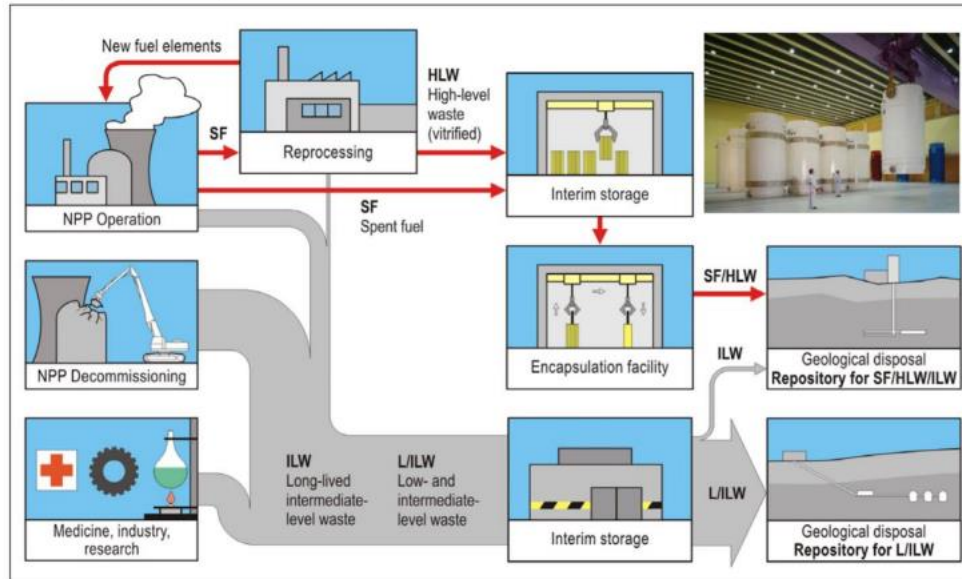 New fuel elements
NPP Operation
SF
Reprocessing
HLW
High-level
waste
(vitrified)
Interim storage
SF
Spent fuel
NPP Decommissioning
Encapsulation facility
SF/HLW
ILW
Geological disposal
Repository for SF/HLW/ILW
Medicine, industry,
research
ILW
Long-lived
intermediate-
level waste
L/ILW
Low- and
intermediate-
level waste
Interim storage
L/ILW
Geological disposal
Repository for L/ILW